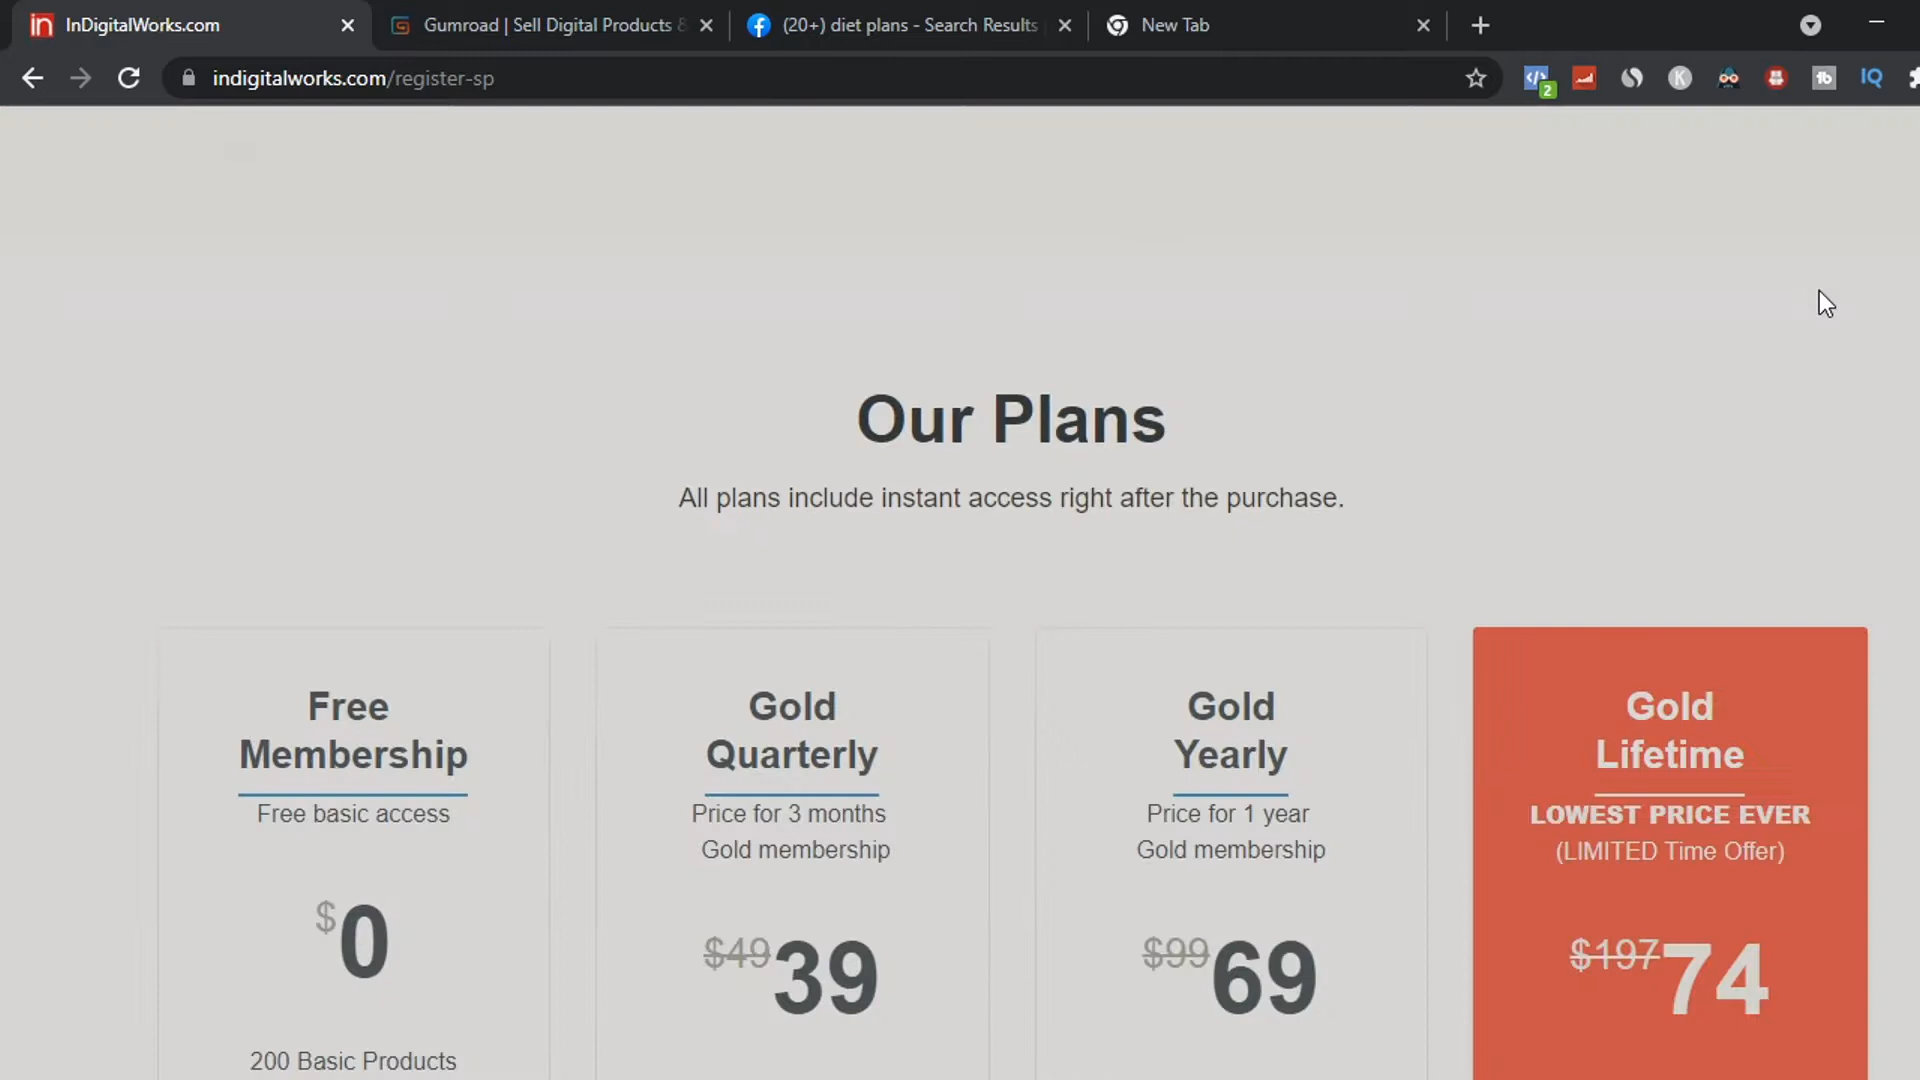 InDigitalWorks.com
Gumroad | Sell Digital Products &
(20+) diet plans - Search Results
New Tab
indigitalworks.com/register-sp
2
K
tb
IQ
Our Plans
All plans include instant access right after the purchase.
Free
Membership
Free basic access
$0
200 Basic Products
Gold
Quarterly
Price for 3 months
Gold membership
$49 39
Gold
Yearly
Price for 1 year
Gold membership
$99 69
Gold
Lifetime
LOWEST PRICE EVER
(LIMITED Time Offer)
$197 74